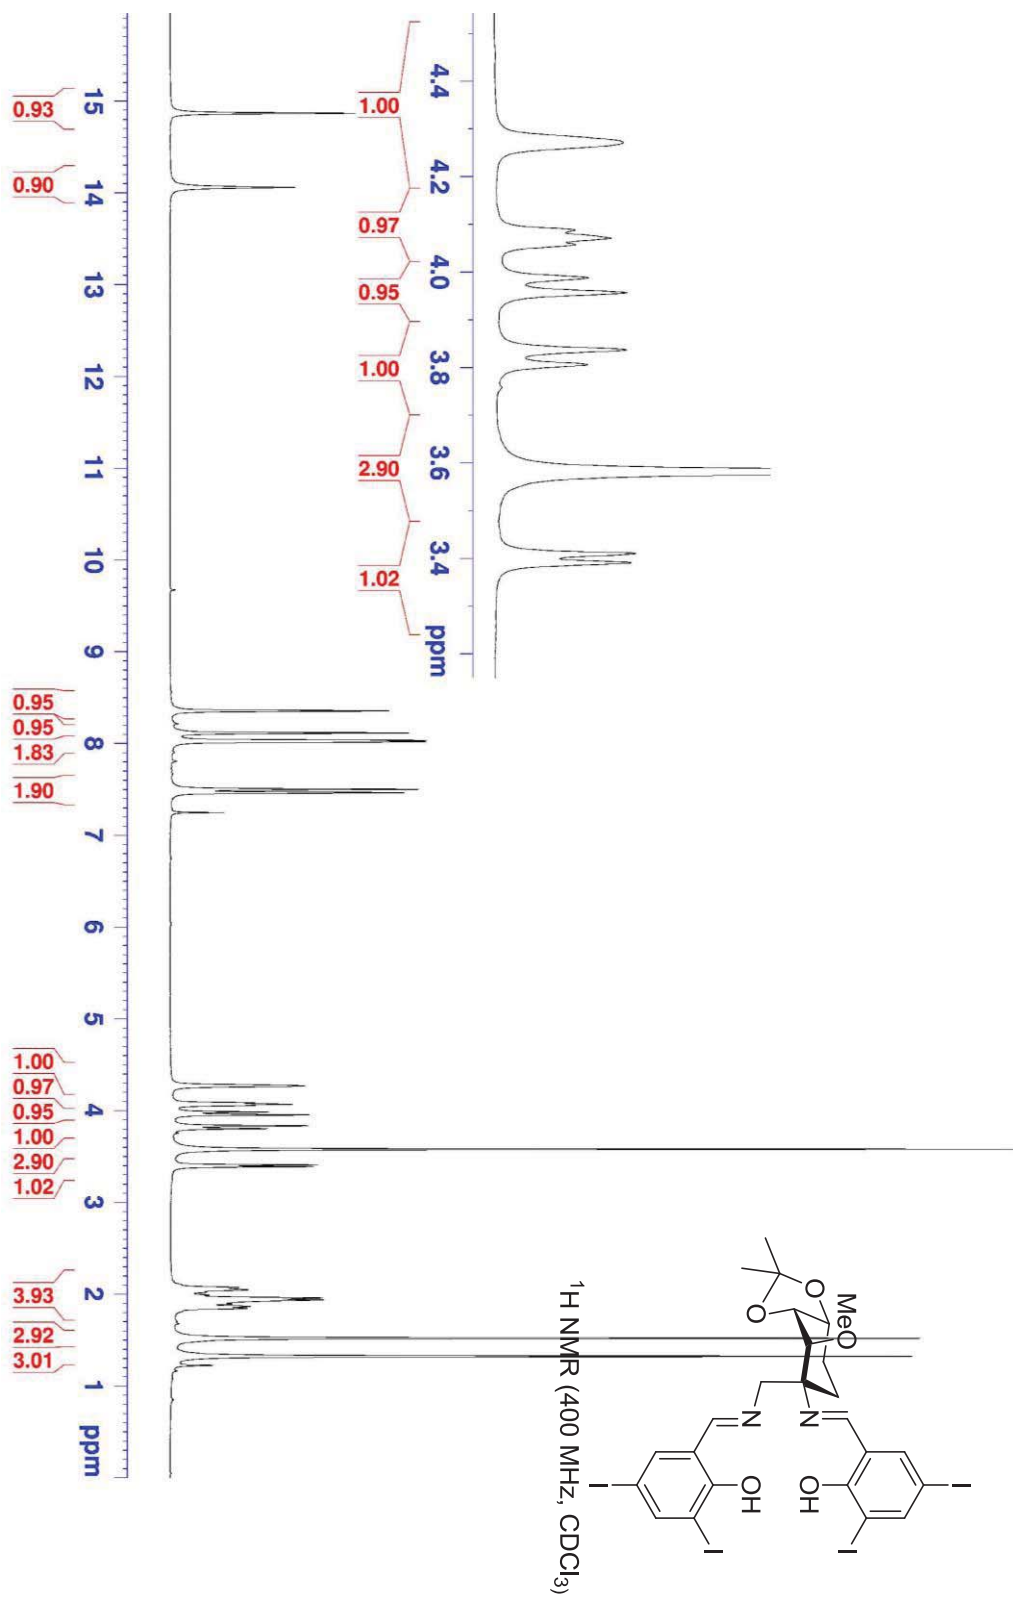 4.4 4.2 4.0 3.8 3.6 3.4 ppm
1.00 0.97 0.95 1.00 2.90 1.02
15 14 13 12 11 10 9 8 7 6 5 4 3 2 1 ppm
0.93 0.90 0.95 0.95 1.83 1.90 1.00 0.97 0.95 1.00 2.90 1.02 3.93 2.92 3.01
MeO
O
O
O
N
N
OH
OH
I
I
I
I
¹H NMR (400 MHz, CDCl₃)